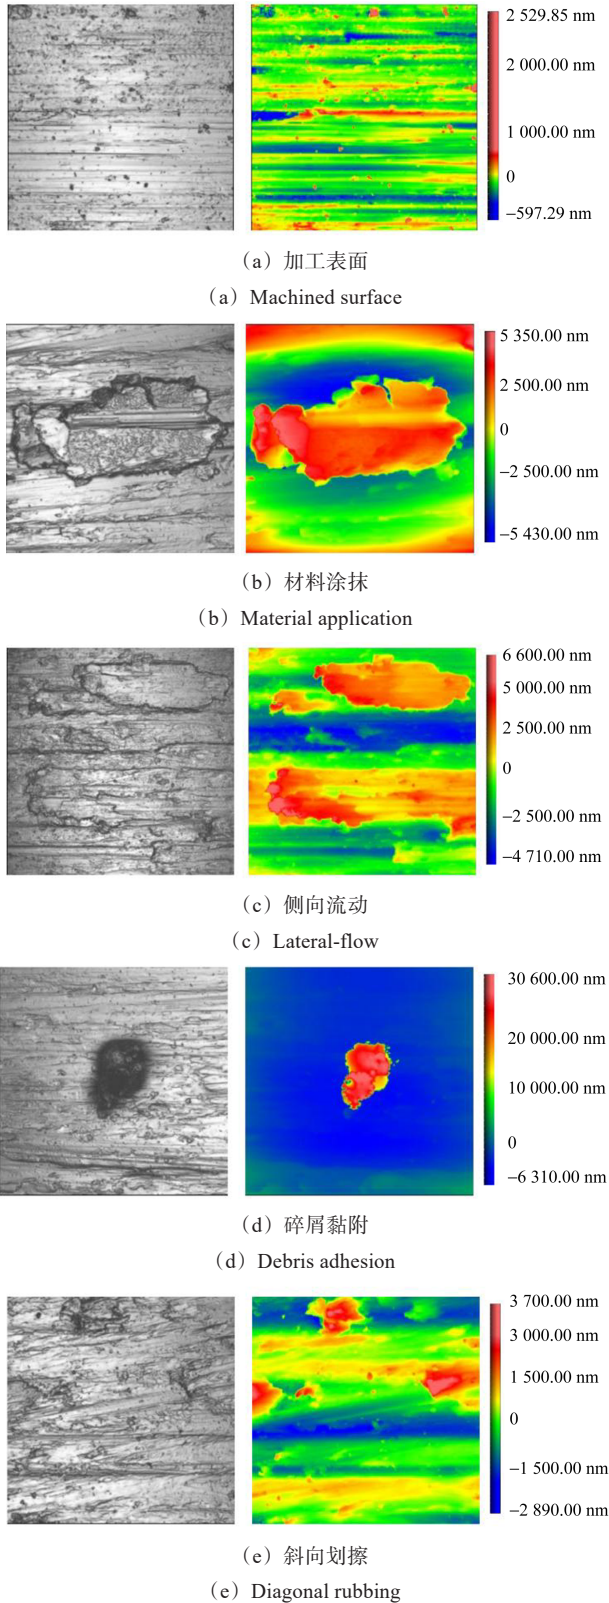 2 529.85 nm
2 000.00 nm
1 000.00 nm
0
−597.29 nm
（a）加工表面
（a）Machined surface
5 350.00 nm
2 500.00 nm
0
−2 500.00 nm
−5 430.00 nm
（b）材料涂抹
（b）Material application
6 600.00 nm
5 000.00 nm
2 500.00 nm
0
−2 500.00 nm
−4 710.00 nm
（c）侧向流动
（c）Lateral-flow
30 600.00 nm
20 000.00 nm
10 000.00 nm
0
−6 310.00 nm
（d）碎屑黏附
（d）Debris adhesion
3 700.00 nm
3 000.00 nm
1 500.00 nm
0
−1 500.00 nm
−2 890.00 nm
（e）斜向划擦
（e）Diagonal rubbing